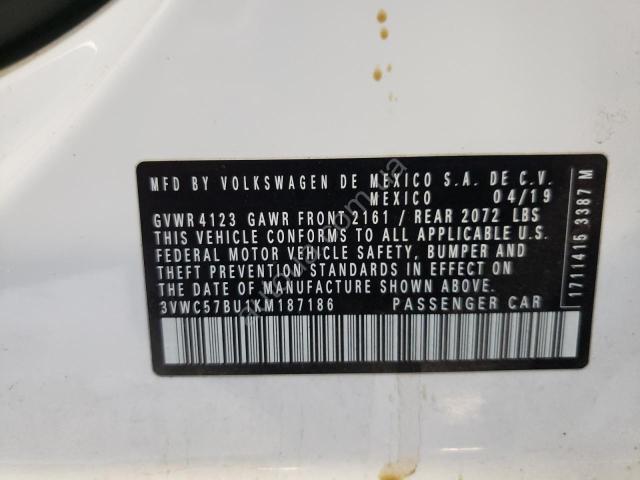 MFD BY VOLKSWAGEN DE MEXICO S.A. DE C.V.
MEXICO 04/19
GVWR 4123 GAWR FRONT 2161 / REAR 2072 LBS
THIS VEHICLE CONFORMS TO ALL APPLICABLE U.S.
FEDERAL MOTOR VEHICLE SAFETY, BUMPER AND
THEFT PREVENTION STANDARDS IN EFFECT ON
THE DATE OF MANUFACTURE SHOWN ABOVE.
3VWC57BU1KM187186 PASSENGER CAR
1711415 3387 M